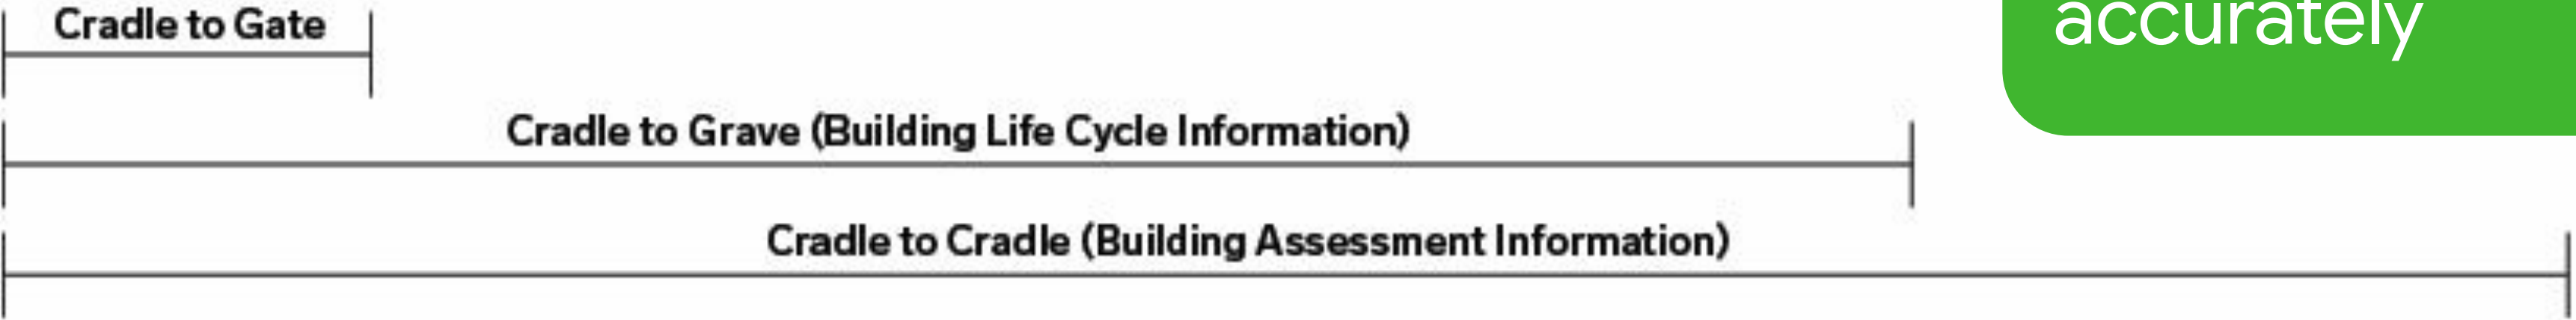 Cradle to Gate
accurately
Cradle to Grave (Building Life Cycle Information)
Cradle to Cradle (Building Assessment Information)